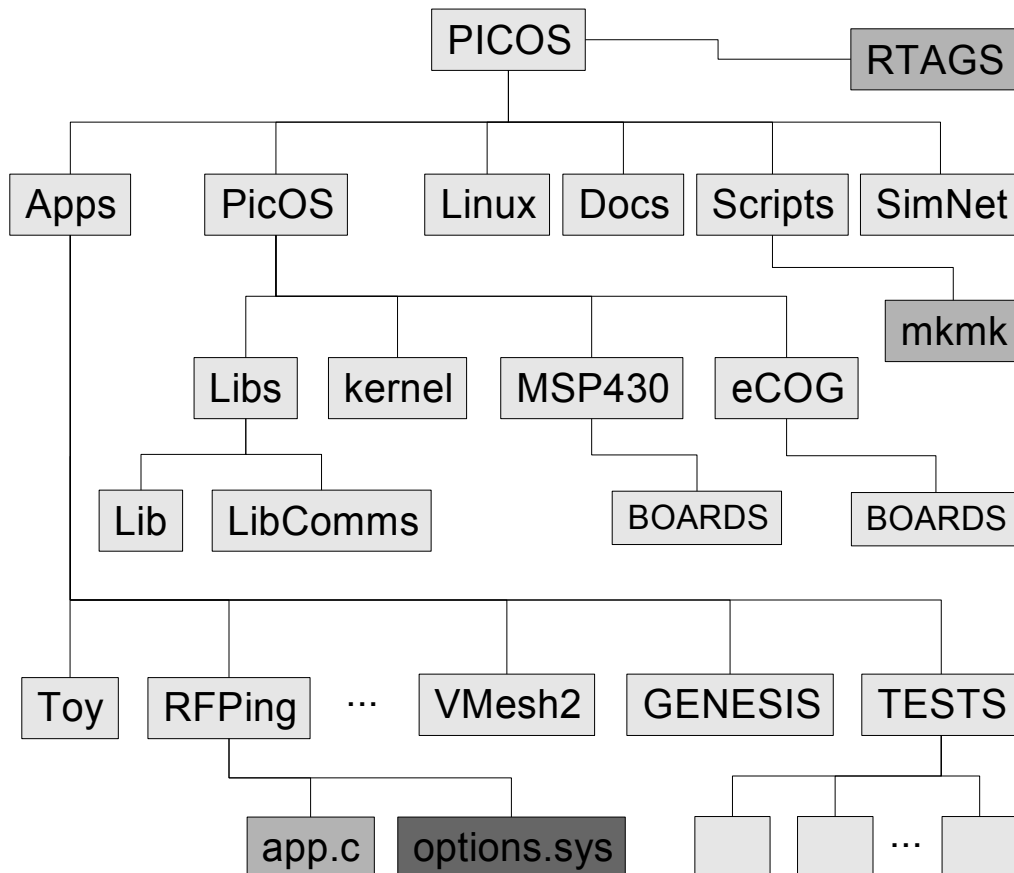 PICOS
RTAGS
Apps
PicOS
Linux
Docs
Scripts
SimNet
mkmk
Libs
kernel
MSP430
eCOG
Lib
LibComms
BOARDS
BOARDS
Toy
RFPing
...
VMesh2
GENESIS
TESTS
app.c
options.sys
...